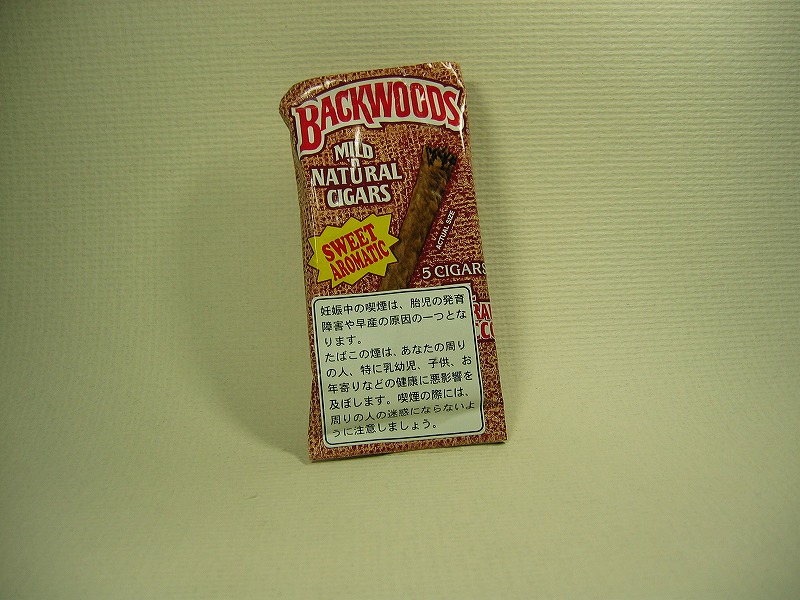 BACKWOODS
MILD
'n
NATURAL
CIGARS
SWEET
AROMATIC
ACTUAL SIZE
5 CIGARS
妊娠中の喫煙は、胎児の発育
障害や早産の原因の一つとな
ります。
たばこの煙は、あなたの周り
の人、特に乳幼児、子供、お
年寄りなどの健康に悪影響を
及ぼします。喫煙の際には、
周りの人の迷惑にならないよ
うに注意しましょう。